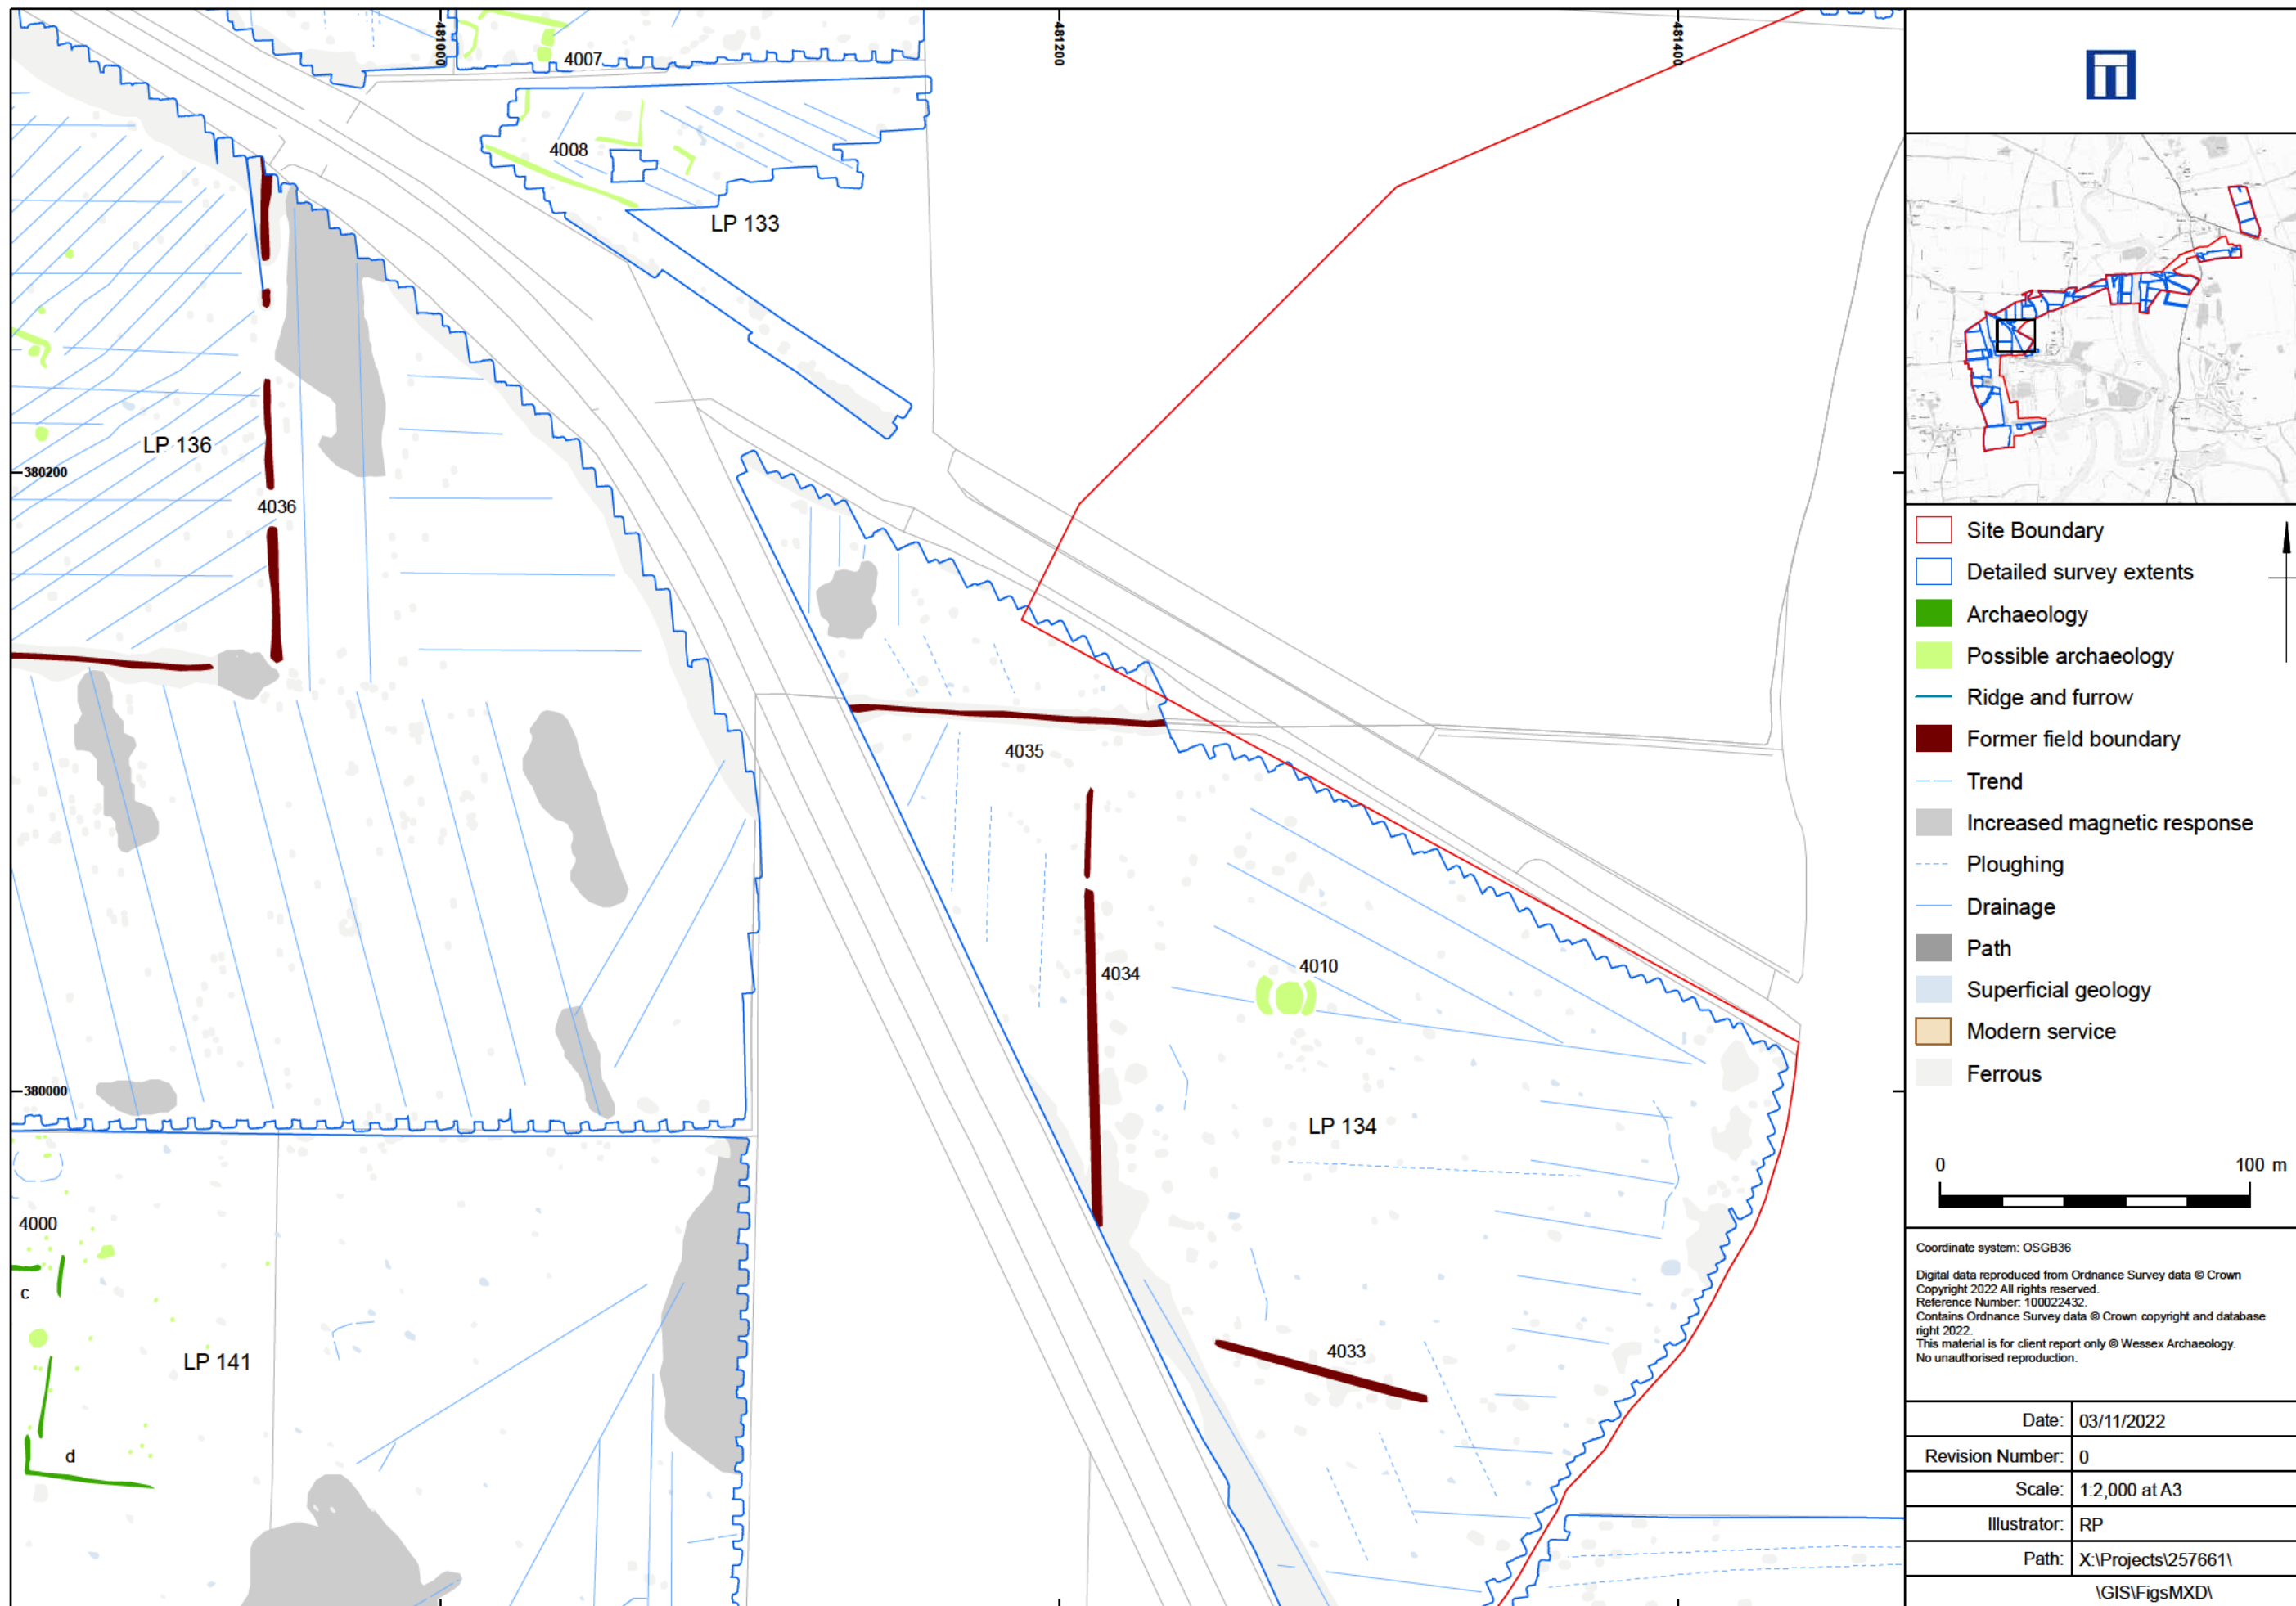 481000
481200
481400
4007
4008
LP 133
LP 136
380200
4036
4035
4034
4010
380000
LP 134
4000
c
LP 141
4033
d
Site Boundary
Detailed survey extents
Archaeology
Possible archaeology
Ridge and furrow
Former field boundary
Trend
Increased magnetic response
Ploughing
Drainage
Path
Superficial geology
Modern service
Ferrous
0 100 m
Coordinate system: OSGB36
Digital data reproduced from Ordnance Survey data © Crown
Copyright 2022 All rights reserved.
Reference Number: 100022432.
Contains Ordnance Survey data © Crown copyright and database
right 2022.
This material is for client report only © Wessex Archaeology.
No unauthorised reproduction.
Date: 03/11/2022
Revision Number: 0
Scale: 1:2,000 at A3
Illustrator: RP
Path: X:\Projects\257661\
\GIS\FigsMXD\